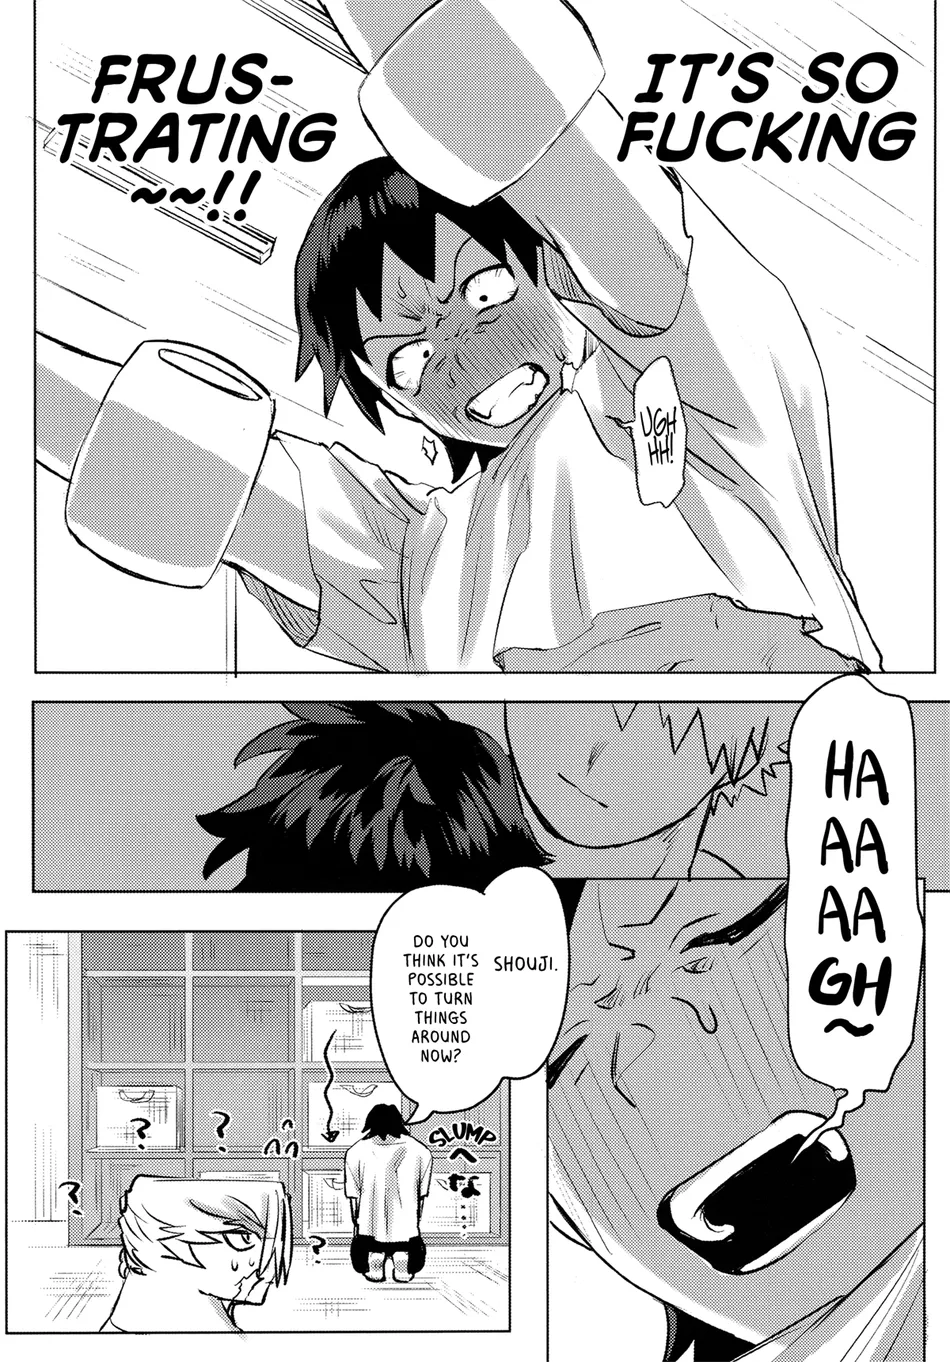 IT'S SO
FUCKING
FRUS-
TRATING
~~!!
UGH
HH!
HA
AA
AA
GH
~
SHOUJI.
DO YOU
THINK IT'S
POSSIBLE
TO TURN
THINGS
AROUND
NOW?
SLUMP
?
?
?
?